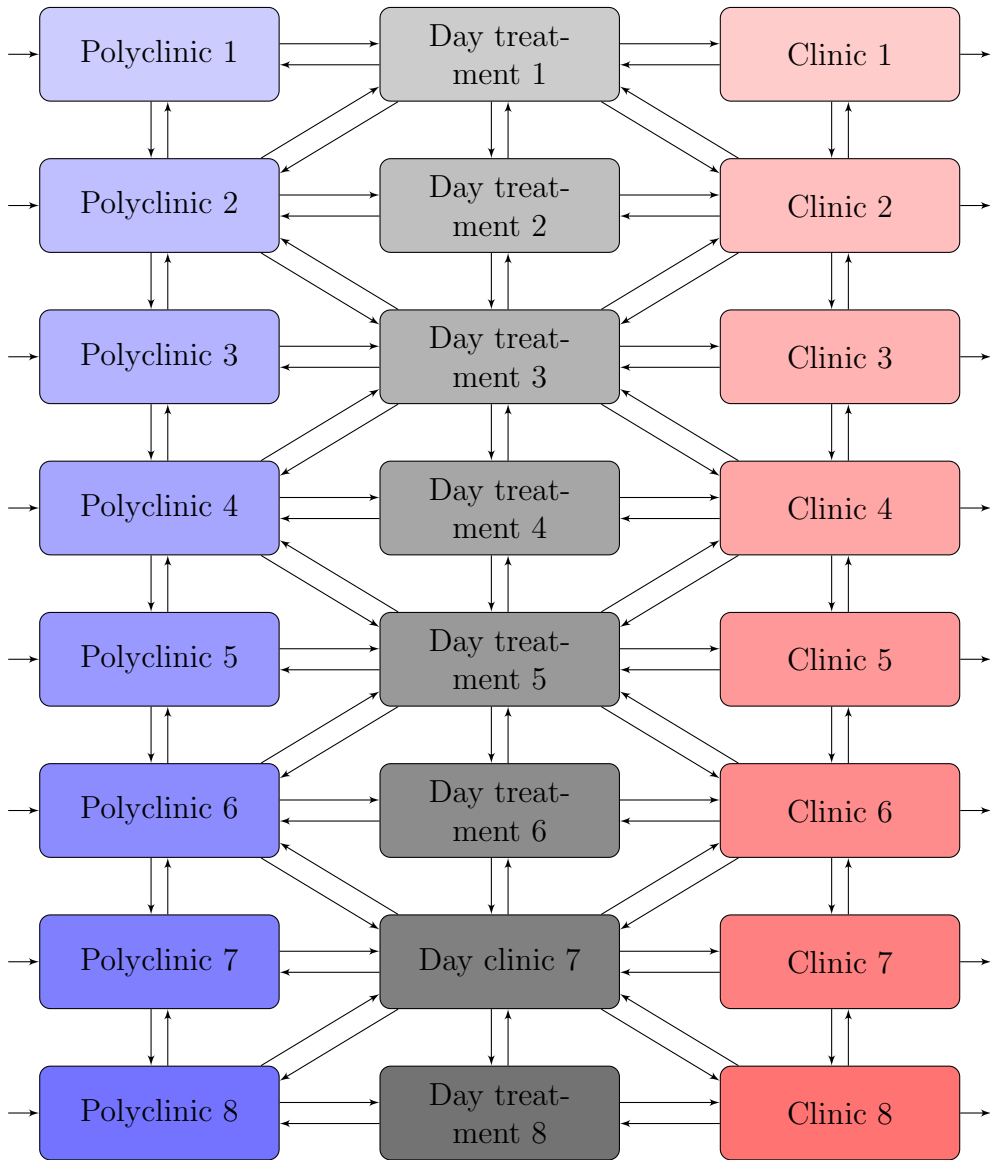 Polyclinic 1
Day treat-
ment 1
Clinic 1
Polyclinic 2
Day treat-
ment 2
Clinic 2
Polyclinic 3
Day treat-
ment 3
Clinic 3
Polyclinic 4
Day treat-
ment 4
Clinic 4
Polyclinic 5
Day treat-
ment 5
Clinic 5
Polyclinic 6
Day treat-
ment 6
Clinic 6
Polyclinic 7
Day clinic 7
Clinic 7
Polyclinic 8
Day treat-
ment 8
Clinic 8